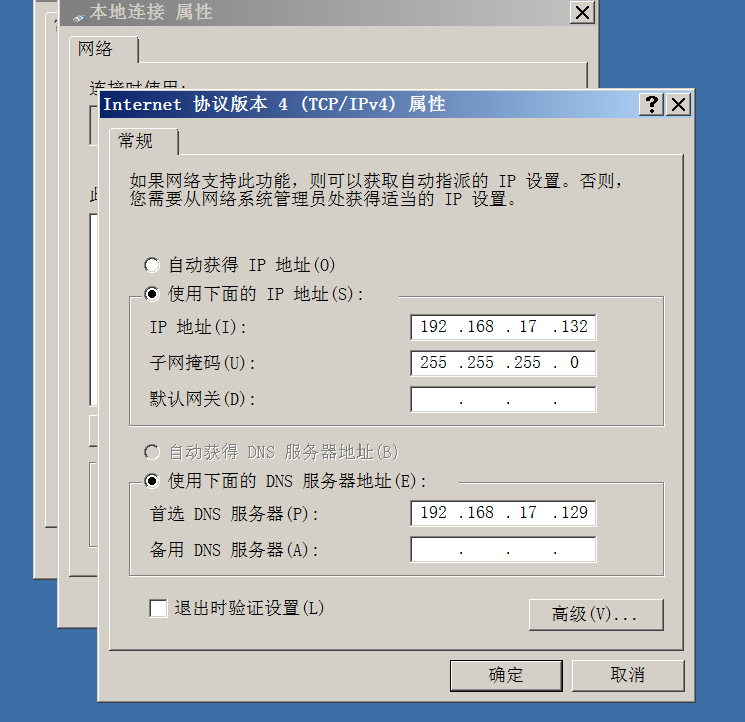 本地连接 属性
网络
连接时使用:
Internet 协议版本 4 (TCP/IPv4) 属性
常规
如果网络支持此功能，则可以获取自动指派的 IP 设置。否则，
您需要从网络系统管理员处获得适当的 IP 设置。
自动获得 IP 地址(O)
使用下面的 IP 地址(S):
IP 地址(I): 192 .168 . 17 .132
子网掩码(U): 255 .255 .255 . 0
默认网关(D): . . .
自动获得 DNS 服务器地址(B)
使用下面的 DNS 服务器地址(E):
首选 DNS 服务器(P): 192 .168 . 17 .129
备用 DNS 服务器(A): . . .
退出时验证设置(L)
高级(V)...
确定 取消